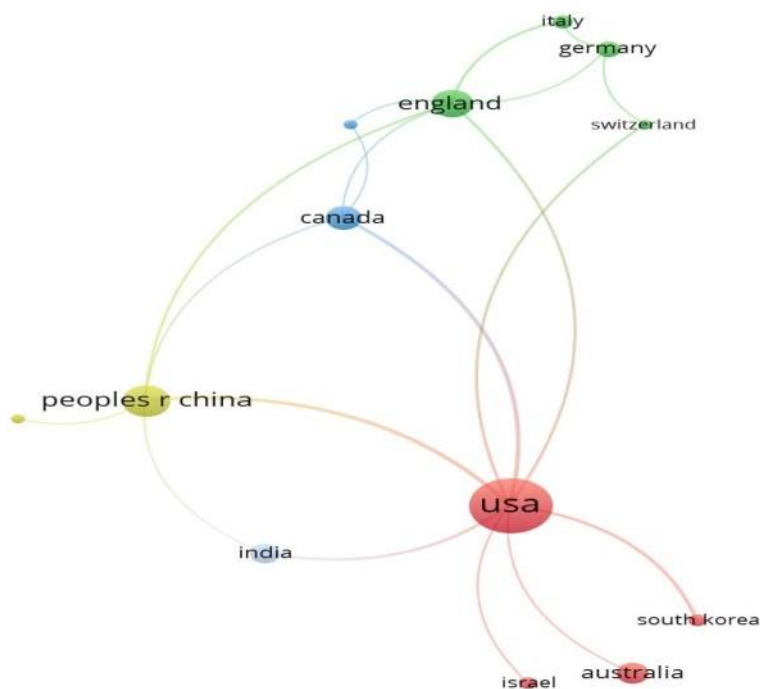 italy
germany
england
switzerland
canada
peoples r china
usa
india
south korea
australia
israel